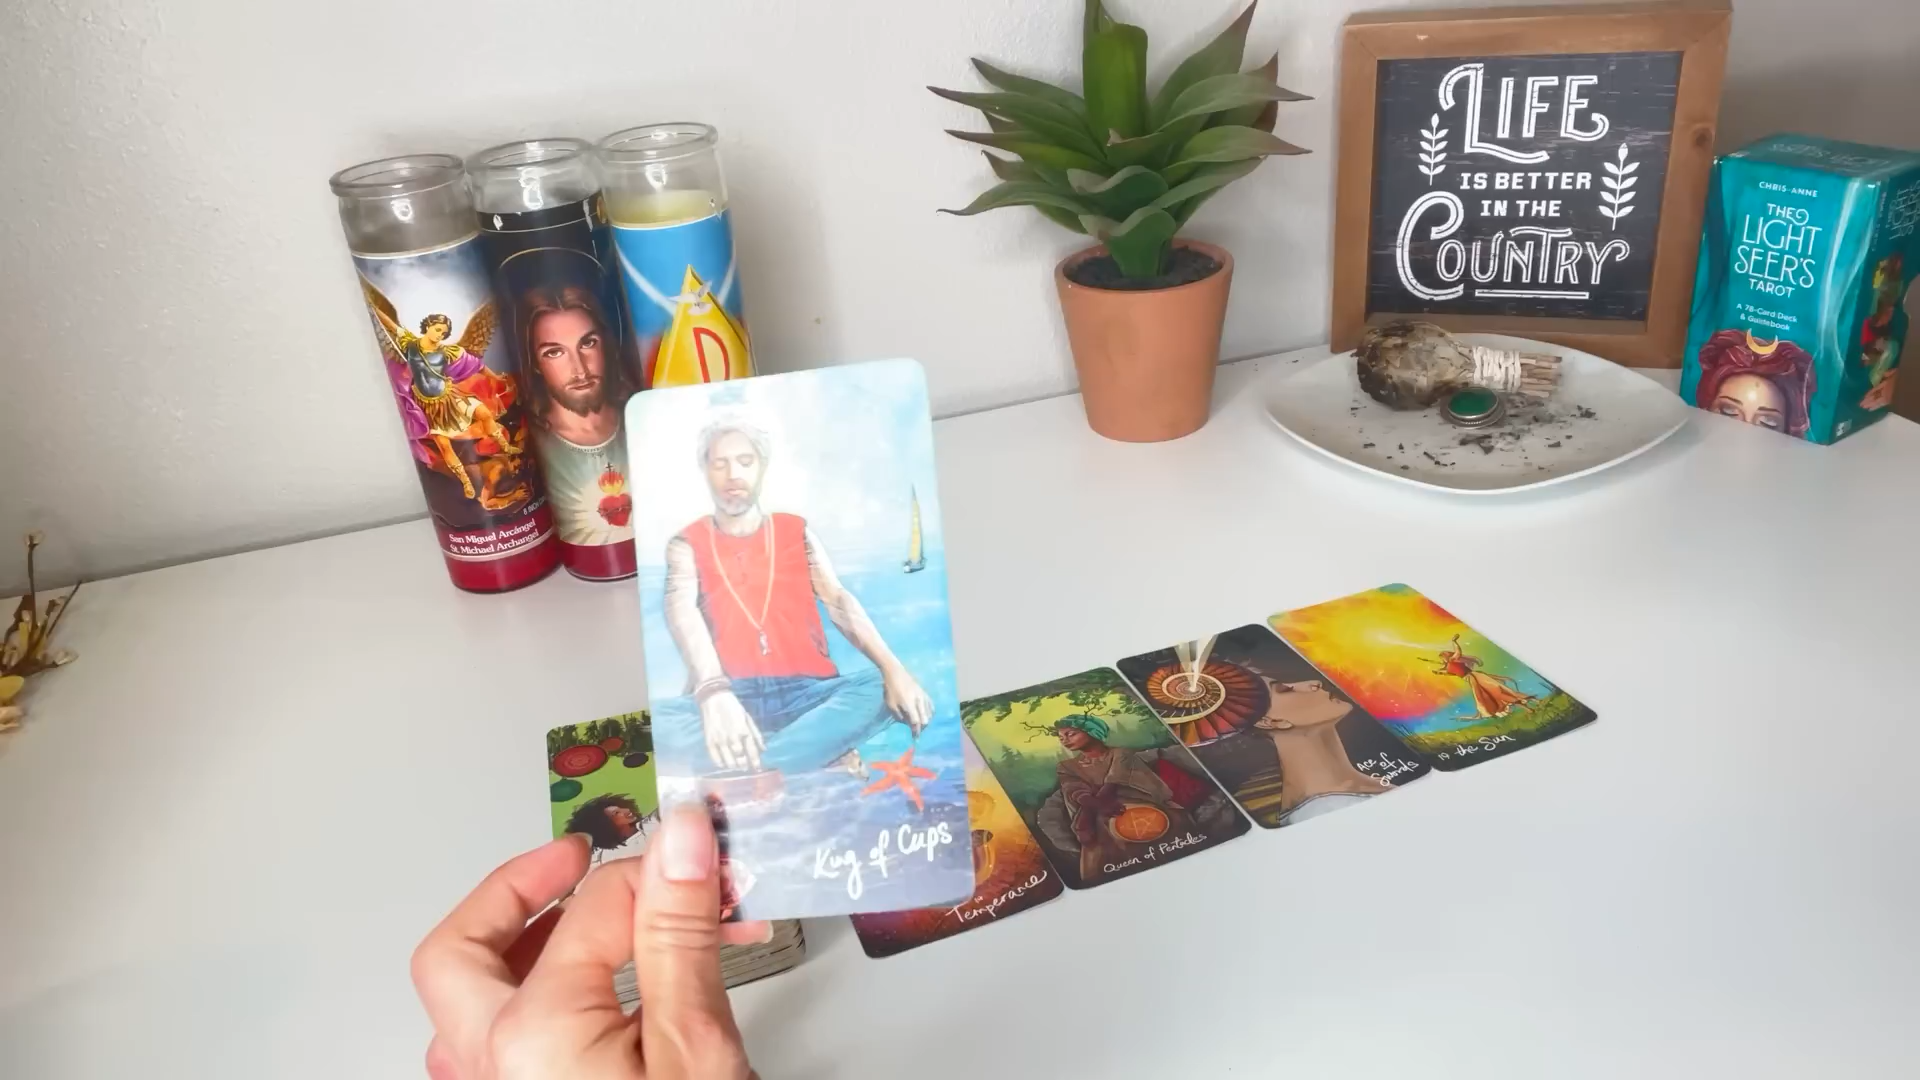 LIFE
IS BETTER
IN THE
COUNTRY
CHRIS-ANNE
THE
LIGHT
SEER'S
TAROT
A 78-Card Deck
& Guidebook
San Miguel Arcángel
St. Michael Archangel
King of Cups
14
Temperance
Queen of Pentacles
Ace of
Swords
19 the Sun